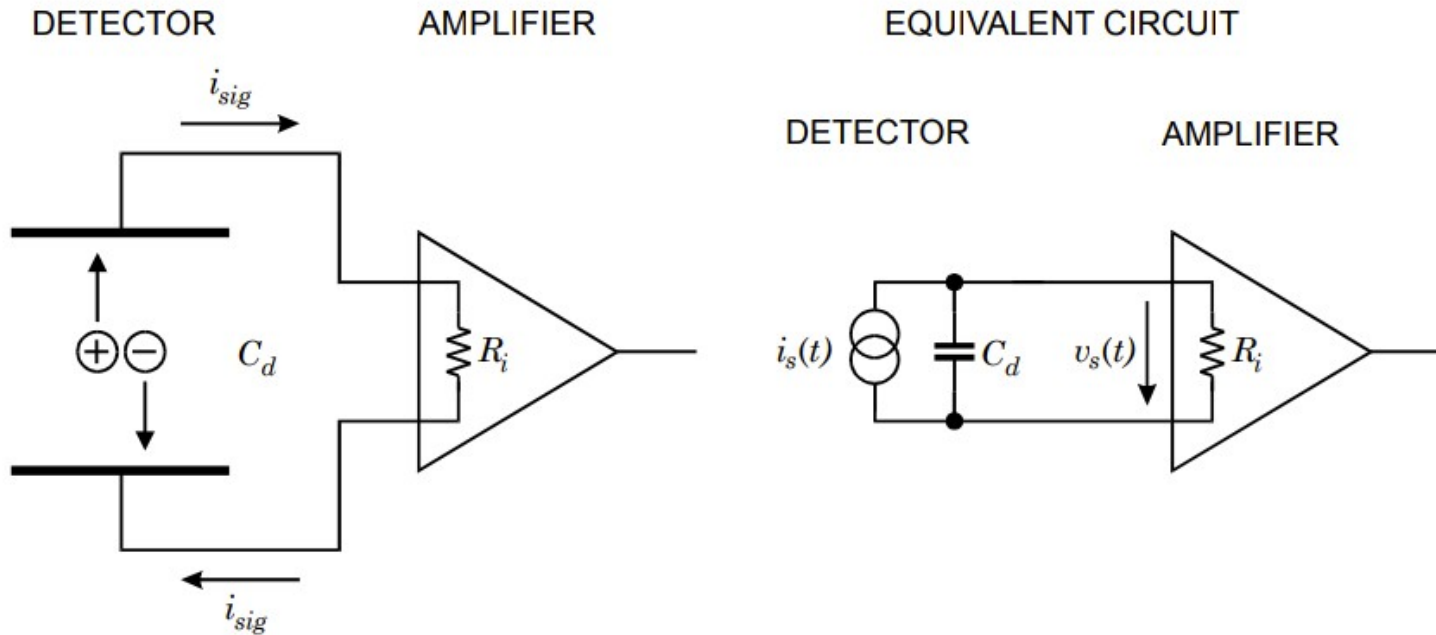 DETECTOR AMPLIFIER EQUIVALENT CIRCUIT
i_sig
DETECTOR AMPLIFIER
+ − C_d R_i
i_s(t) C_d v_s(t) R_i
i_sig